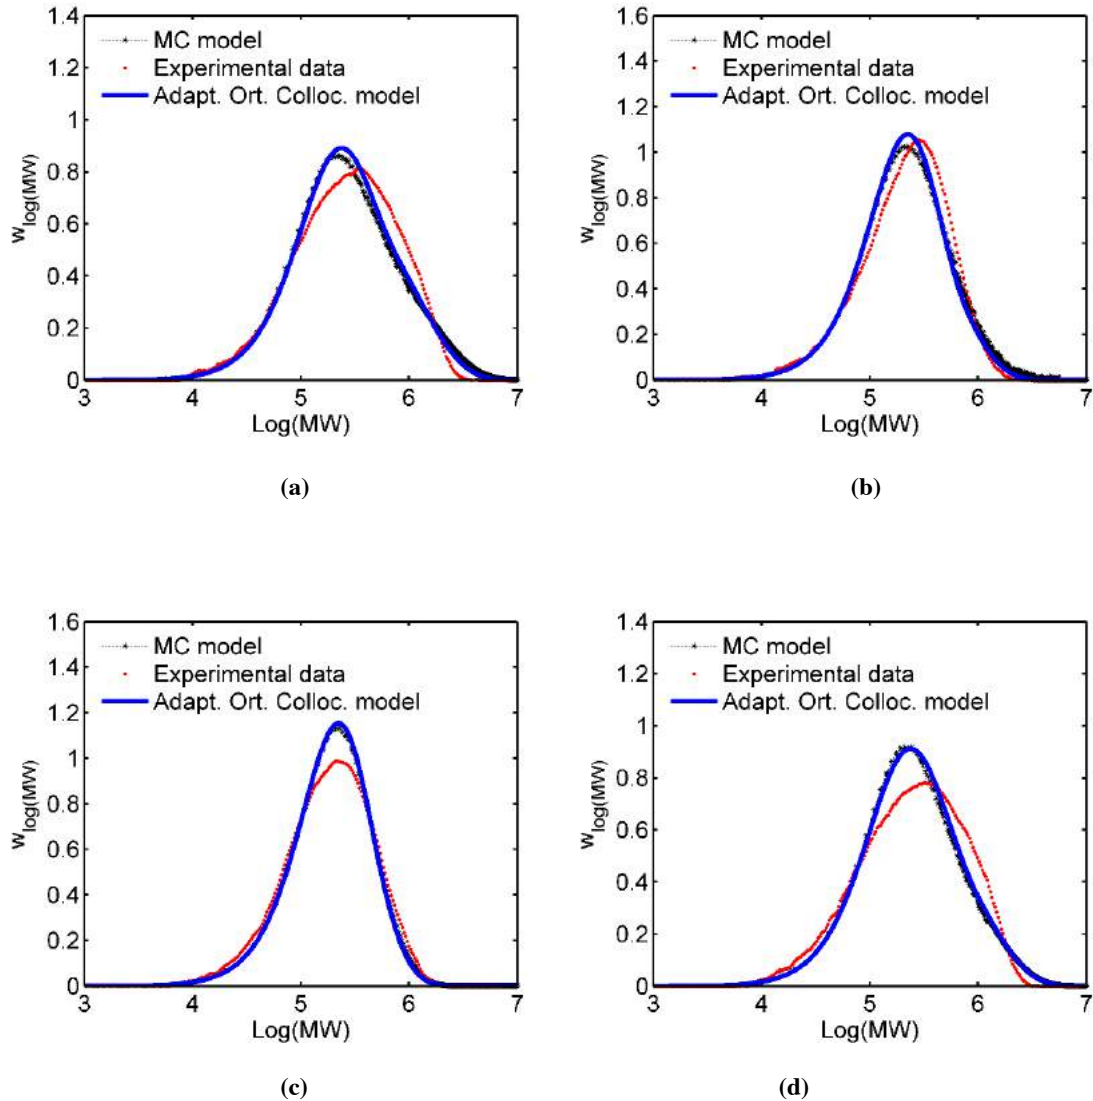 1.4
MC model
Experimental data
Adapt. Ort. Colloc. model
1.2
1
0.8
0.6
0.4
0.2
0
w_log(MW)
3 4 5 6 7
Log(MW)
(a)
1.6
MC model
Experimental data
Adapt. Ort. Colloc. model
1.4
1.2
1
0.8
0.6
0.4
0.2
0
w_log(MW)
3 4 5 6 7
Log(MW)
(b)
1.6
MC model
Experimental data
Adapt. Ort. Colloc. model
1.4
1.2
1
0.8
0.6
0.4
0.2
0
w_log(MW)
3 4 5 6 7
Log(MW)
(c)
1.4
MC model
Experimental data
Adapt. Ort. Colloc. model
1.2
1
0.8
0.6
0.4
0.2
0
w_log(MW)
3 4 5 6 7
Log(MW)
(d)